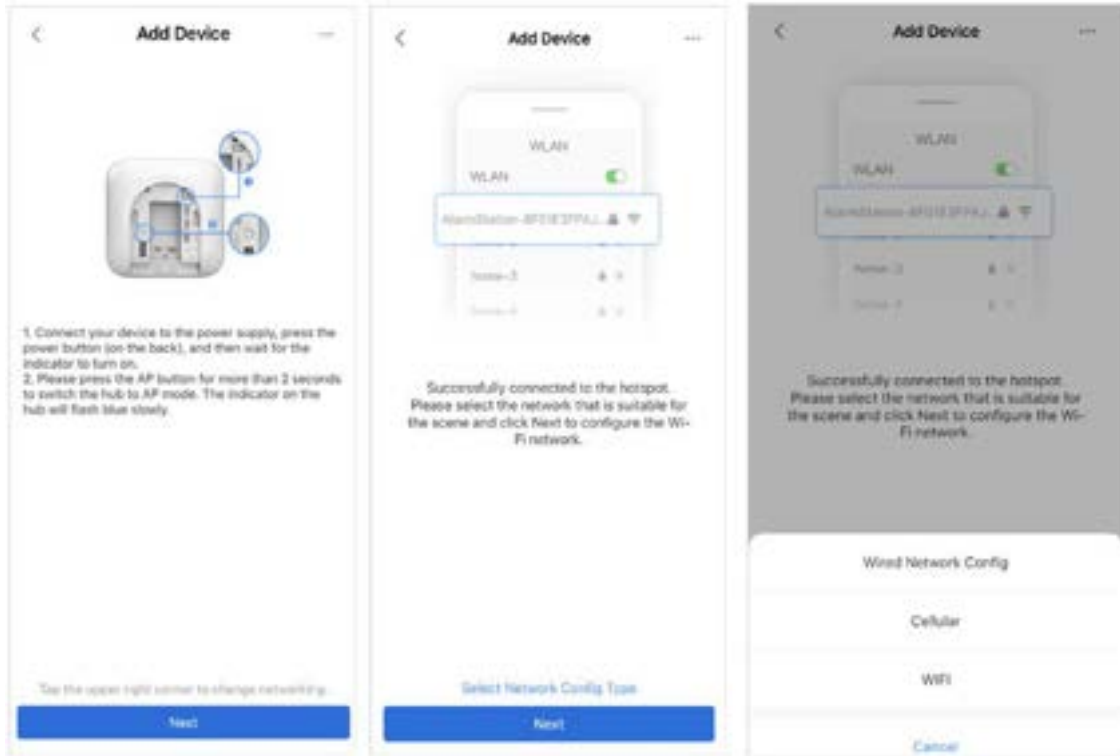 Add Device
1. Connect your device to the power supply, press the
power button (on the back), and then wait for the
indicator to turn on.
2. Please press the AP button for more than 2 seconds
to switch the hub to AP mode. The indicator on the
hub will flash blue slowly.
Tap the upper right corner to change networking.
Next
Add Device
WLAN
WLAN
Successfully connected to the hotspot.
Please select the network that is suitable for
the scene and click Next to configure the Wi-
Fi network.
Select Network Config Type
Next
Add Device
WLAN
WLAN
Successfully connected to the hotspot.
Please select the network that is suitable for
the scene and click Next to configure the Wi-
Fi network.
Wired Network Config
Cellular
WIFI
Cancel